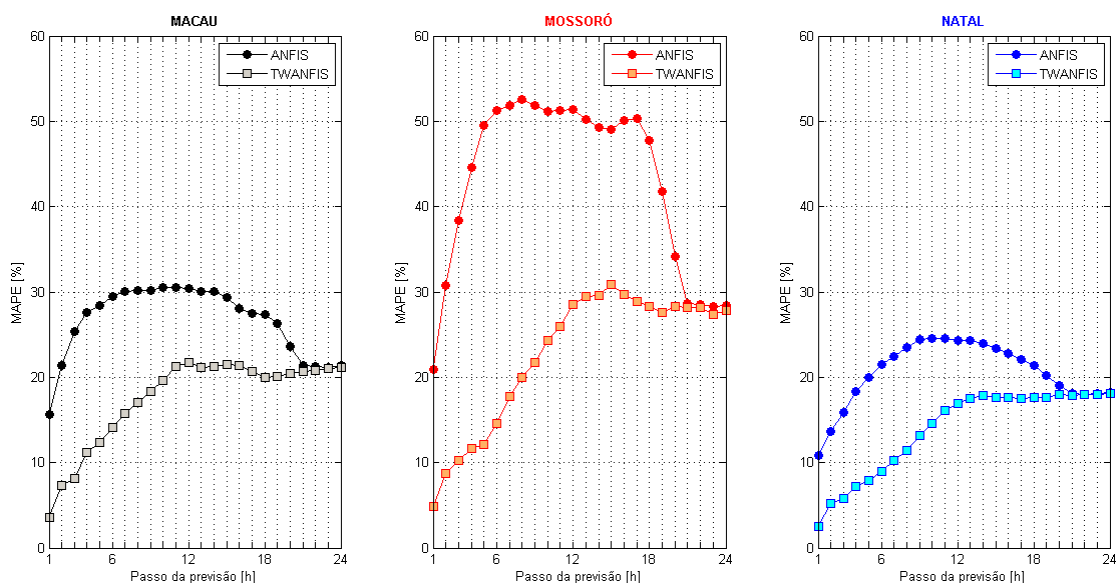 MACAU
60
50
40
30
20
10
0
MAPE [%]
1 6 12 18 24
Passo da previsão [h]
ANFIS
TWANFIS
MOSSORÓ
60
50
40
30
20
10
0
MAPE [%]
1 6 12 18 24
Passo da previsão [h]
ANFIS
TWANFIS
NATAL
60
50
40
30
20
10
0
MAPE [%]
1 6 12 18 24
Passo da previsão [h]
ANFIS
TWANFIS